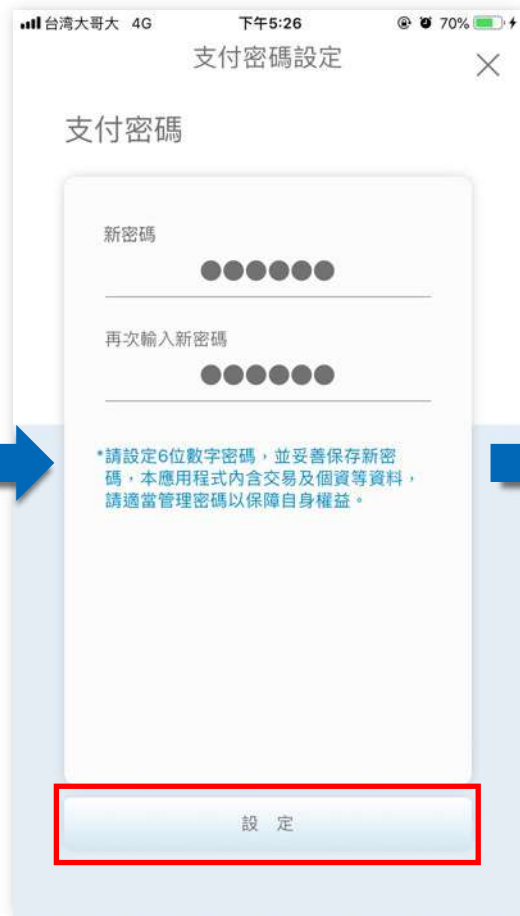 台湾大哥大 4G 下午5:26 70%
支付密碼設定
支付密碼
新密碼
●●●●●●
再次輸入新密碼
●●●●●●
*請設定6位數字密碼，並妥善保存新密
碼，本應用程式內含交易及個資等資料，
請適當管理密碼以保障自身權益。
設 定